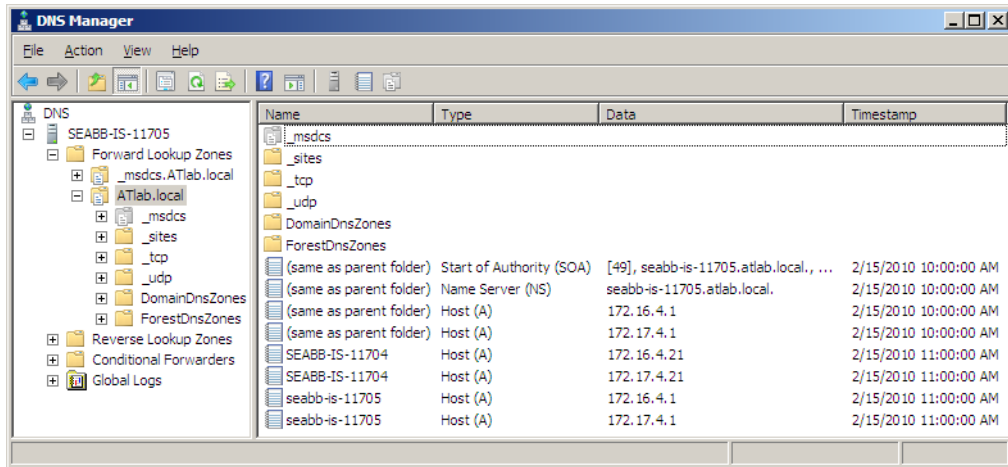 DNS Manager
File Action View Help
DNS
SEABB-IS-11705
Forward Lookup Zones
_msdcs.ATlab.local
ATlab.local
_msdcs
_sites
_tcp
_udp
DomainDnsZones
ForestDnsZones
Reverse Lookup Zones
Conditional Forwarders
Global Logs
Name Type Data Timestamp
_msdcs
_sites
_tcp
_udp
DomainDnsZones
ForestDnsZones
(same as parent folder) Start of Authority (SOA) [49], seabb-is-11705.atlab.local., ... 2/15/2010 10:00:00 AM
(same as parent folder) Name Server (NS) seabb-is-11705.atlab.local. 2/15/2010 10:00:00 AM
(same as parent folder) Host (A) 172.16.4.1 2/15/2010 10:00:00 AM
(same as parent folder) Host (A) 172.17.4.1 2/15/2010 10:00:00 AM
SEABB-IS-11704 Host (A) 172.16.4.21 2/15/2010 11:00:00 AM
SEABB-IS-11704 Host (A) 172.17.4.21 2/15/2010 11:00:00 AM
seabb-is-11705 Host (A) 172.16.4.1 2/15/2010 11:00:00 AM
seabb-is-11705 Host (A) 172.17.4.1 2/15/2010 11:00:00 AM